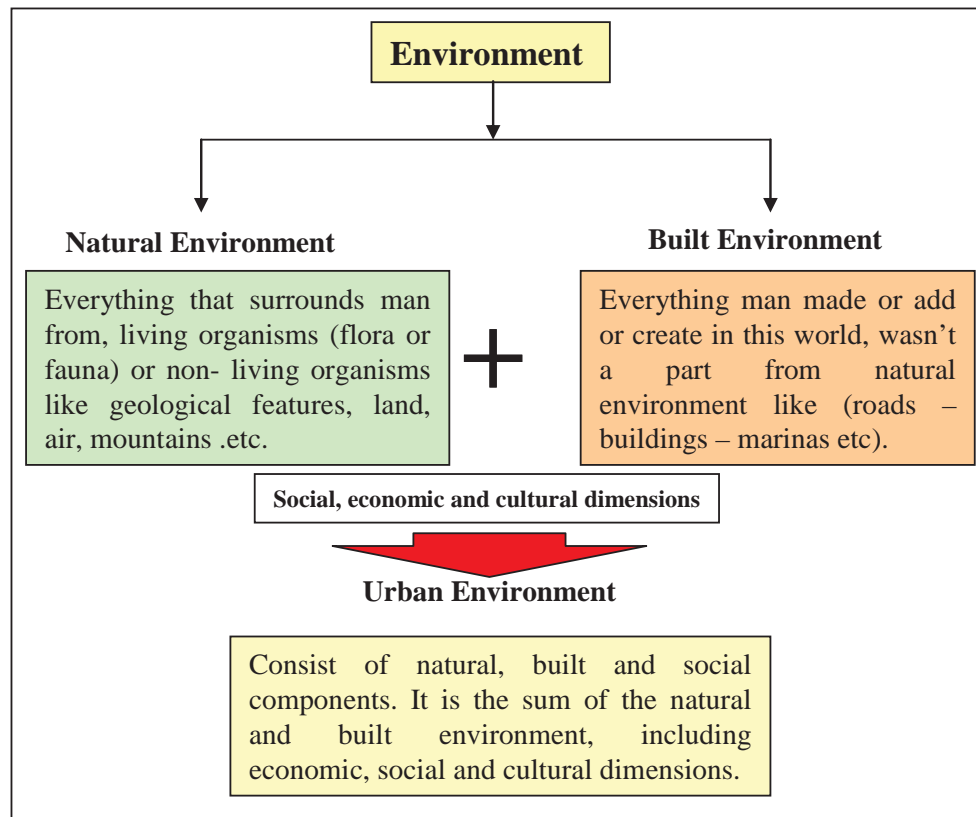 Environment
Natural Environment
Built Environment
Everything that surrounds man
from, living organisms (flora or
fauna) or non- living organisms
like geological features, land,
air, mountains .etc.
+
Everything man made or add
or create in this world, wasn’t
a part from natural
environment like (roads –
buildings – marinas etc).
Social, economic and cultural dimensions
Urban Environment
Consist of natural, built and social
components. It is the sum of the natural
and built environment, including
economic, social and cultural dimensions.